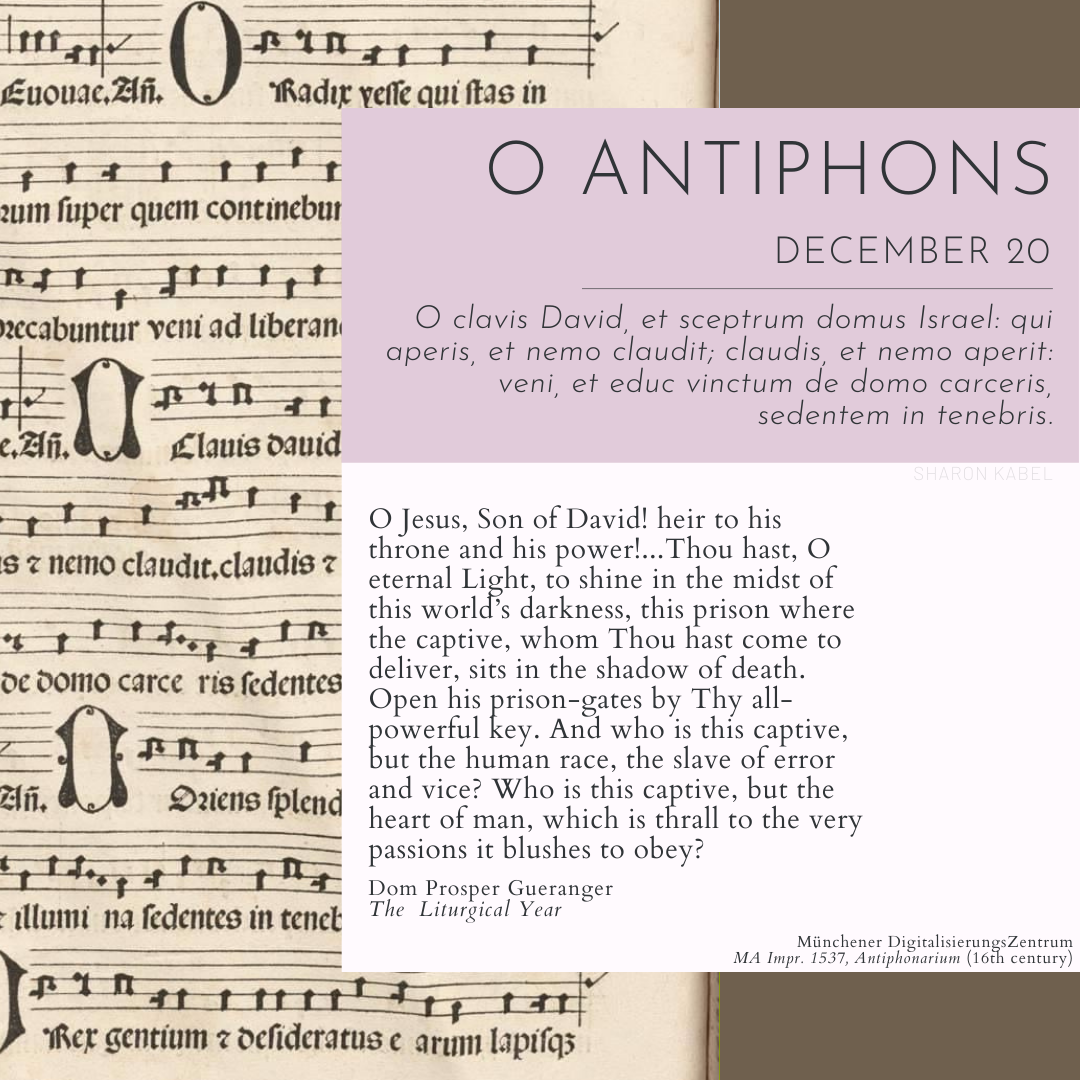 Euouae. Añ. O Radix yesse qui ſtas in
rum ſuper quem continebun
precabuntur veni ad liberan
e. Añ. O Clauis dauid
s ⁊ nemo claudit. claudis ⁊
de domo carce ris ſedentes
Añ. O Oriens ſplend
⁊ illumi na ſedentes in teneb
O Rex gentium ⁊ deſideratus e arum lapiſqꝫ
O ANTIPHONS
DECEMBER 20
O clavis David, et sceptrum domus Israel: qui
aperis, et nemo claudit; claudis, et nemo aperit:
veni, et educ vinctum de domo carceris,
sedentem in tenebris.
SHARON KABEL
O Jesus, Son of David! heir to his
throne and his power!...Thou hast, O
eternal Light, to shine in the midst of
this world’s darkness, this prison where
the captive, whom Thou hast come to
deliver, sits in the shadow of death.
Open his prison-gates by Thy all-
powerful key. And who is this captive,
but the human race, the slave of error
and vice? Who is this captive, but the
heart of man, which is thrall to the very
passions it blushes to obey?
Dom Prosper Gueranger
The Liturgical Year
Münchener DigitalisierungsZentrum
MA Impr. 1537, Antiphonarium (16th century)